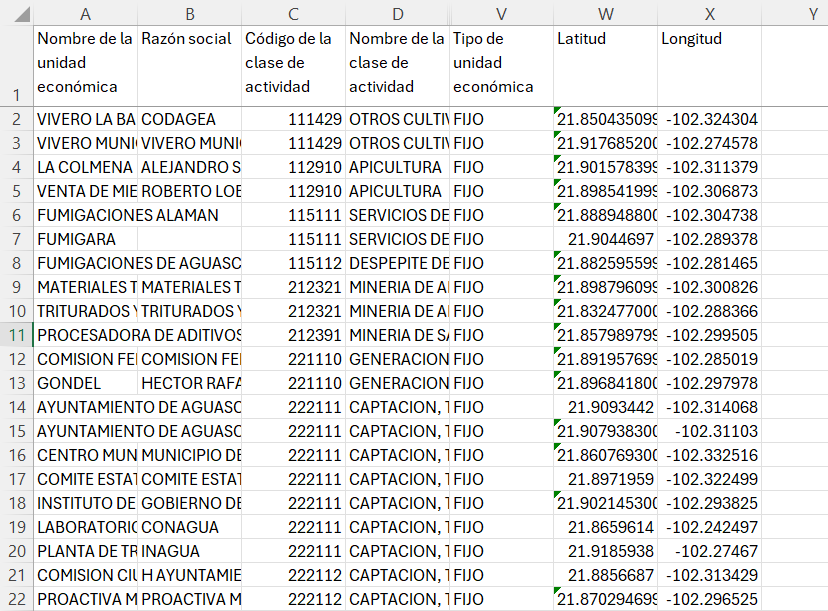 A B C D V W X Y
1 Nombre de la unidad económica Razón social Código de la clase de actividad Nombre de la clase de actividad Tipo de unidad económica Latitud Longitud
2 VIVERO LA BA CODAGEA 111429 OTROS CULTIV FIJO 21.850435099 -102.324304
3 VIVERO MUNI VIVERO MUNI 111429 OTROS CULTIV FIJO 21.917685200 -102.274578
4 LA COLMENA ALEJANDRO S 112910 APICULTURA FIJO 21.901578399 -102.311379
5 VENTA DE MIE ROBERTO LOE 112910 APICULTURA FIJO 21.898541999 -102.306873
6 FUMIGACIONES ALAMAN 115111 SERVICIOS DE FIJO 21.888948800 -102.304738
7 FUMIGARA 115111 SERVICIOS DE FIJO 21.9044697 -102.289378
8 FUMIGACIONES DE AGUASC 115112 DESPEPITE DE FIJO 21.882595599 -102.281465
9 MATERIALES T MATERIALES T 212321 MINERIA DE A FIJO 21.898796099 -102.300826
10 TRITURADOS Y TRITURADOS Y 212321 MINERIA DE A FIJO 21.832477000 -102.288366
11 PROCESADORA DE ADITIVOS 212391 MINERIA DE SA FIJO 21.857989799 -102.299505
12 COMISION FE COMISION FE 221110 GENERACION FIJO 21.891957699 -102.285019
13 GONDEL HECTOR RAFA 221110 GENERACION FIJO 21.896841800 -102.297978
14 AYUNTAMIENTO DE AGUASC 222111 CAPTACION, T FIJO 21.9093442 -102.314068
15 AYUNTAMIENTO DE AGUASC 222111 CAPTACION, T FIJO 21.907938300 -102.31103
16 CENTRO MUN MUNICIPIO DE 222111 CAPTACION, T FIJO 21.860769300 -102.332516
17 COMITE ESTAT COMITE ESTAT 222111 CAPTACION, T FIJO 21.8971959 -102.322499
18 INSTITUTO DE GOBIERNO DE 222111 CAPTACION, T FIJO 21.902145300 -102.293825
19 LABORATORIO CONAGUA 222111 CAPTACION, T FIJO 21.8659614 -102.242497
20 PLANTA DE TR INAGUA 222111 CAPTACION, T FIJO 21.9185938 -102.27467
21 COMISION CIU H AYUNTAMIE 222112 CAPTACION, T FIJO 21.8856687 -102.313429
22 PROACTIVA M PROACTIVA M 222112 CAPTACION, T FIJO 21.870294699 -102.296525